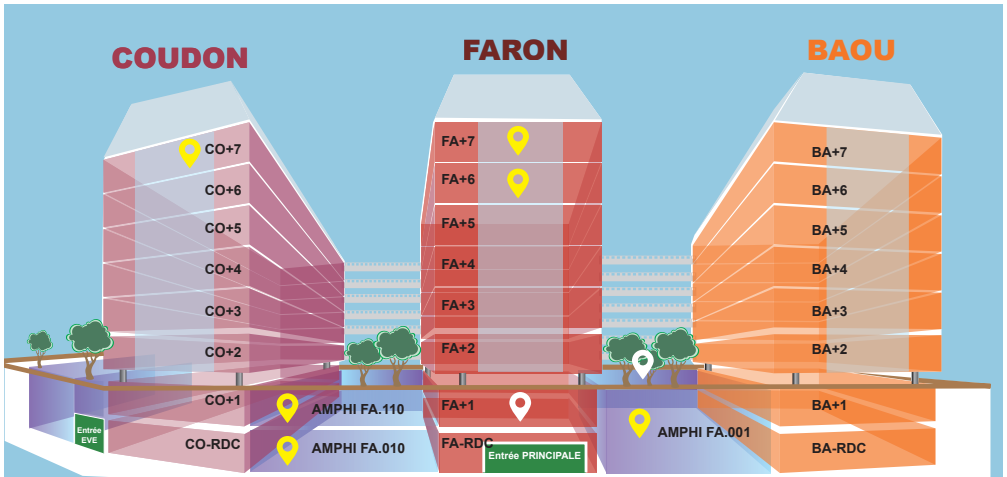 COUDON
FARON
BAOU
CO+7
CO+6
CO+5
CO+4
CO+3
CO+2
CO+1
CO-RDC
Entrée
EVE
AMPHI FA.110
AMPHI FA.010
FA+7
FA+6
FA+5
FA+4
FA+3
FA+2
FA+1
FA-RDC
Entrée PRINCIPALE
AMPHI FA.001
BA+7
BA+6
BA+5
BA+4
BA+3
BA+2
BA+1
BA-RDC